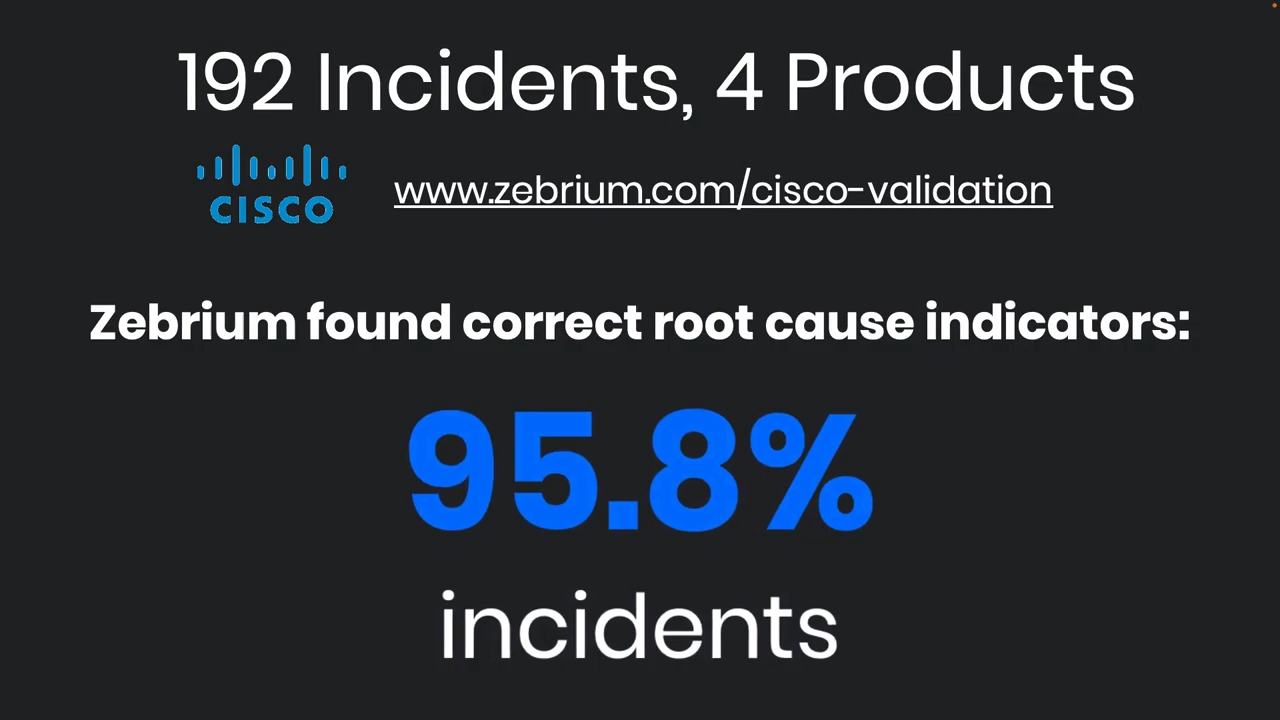 192 Incidents, 4 Products
CISCO
www.zebrium.com/cisco-validation
Zebrium found correct root cause indicators:
95.8%
incidents